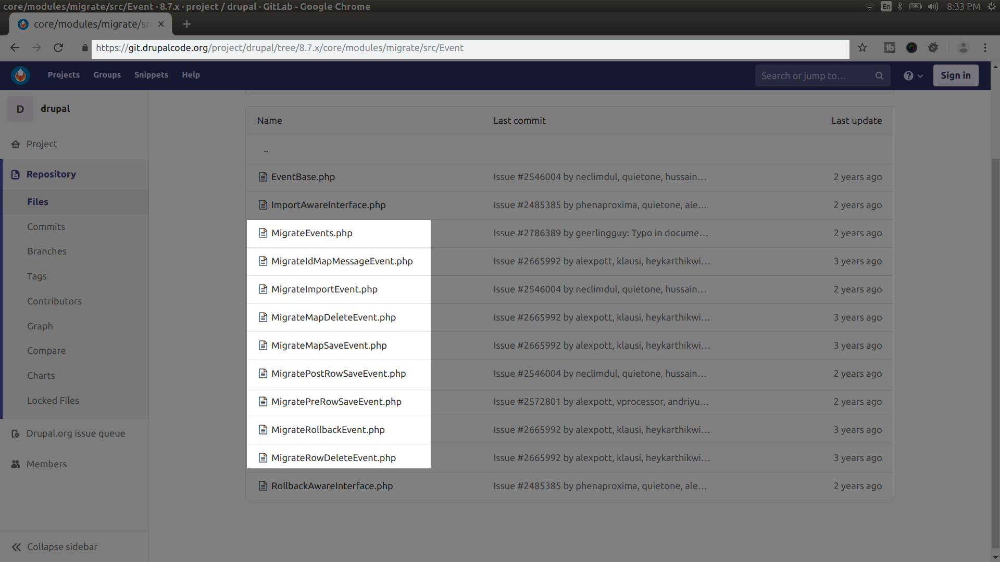 core/modules/migrate/src/Event · 8.7.x · project / drupal · GitLab - Google Chrome
En
8:33 PM
core/modules/migrate/sr
https://git.drupalcode.org/project/drupal/tree/8.7.x/core/modules/migrate/src/Event
Projects Groups Snippets Help
Search or jump to…
Sign in
D drupal
Project
Repository
Files
Commits
Branches
Tags
Contributors
Graph
Compare
Charts
Locked Files
Drupal.org issue queue
Members
Collapse sidebar
Name Last commit Last update
..
EventBase.php Issue #2546004 by neclimdul, quietone, hussain… 2 years ago
ImportAwareInterface.php Issue #2485385 by phenaproxima, quietone, ale… 2 years ago
MigrateEvents.php Issue #2786389 by geerlingguy: Typo in docume… 2 years ago
MigrateIdMapMessageEvent.php Issue #2665992 by alexpott, klausi, heykarthikwi… 3 years ago
MigrateImportEvent.php Issue #2546004 by neclimdul, quietone, hussain… 2 years ago
MigrateMapDeleteEvent.php Issue #2665992 by alexpott, klausi, heykarthikwi… 3 years ago
MigrateMapSaveEvent.php Issue #2665992 by alexpott, klausi, heykarthikwi… 3 years ago
MigratePostRowSaveEvent.php Issue #2546004 by neclimdul, quietone, hussain… 2 years ago
MigratePreRowSaveEvent.php Issue #2572801 by alexpott, vprocessor, andriyu… 2 years ago
MigrateRollbackEvent.php Issue #2665992 by alexpott, klausi, heykarthikwi… 3 years ago
MigrateRowDeleteEvent.php Issue #2665992 by alexpott, klausi, heykarthikwi… 3 years ago
RollbackAwareInterface.php Issue #2485385 by phenaproxima, quietone, ale… 2 years ago